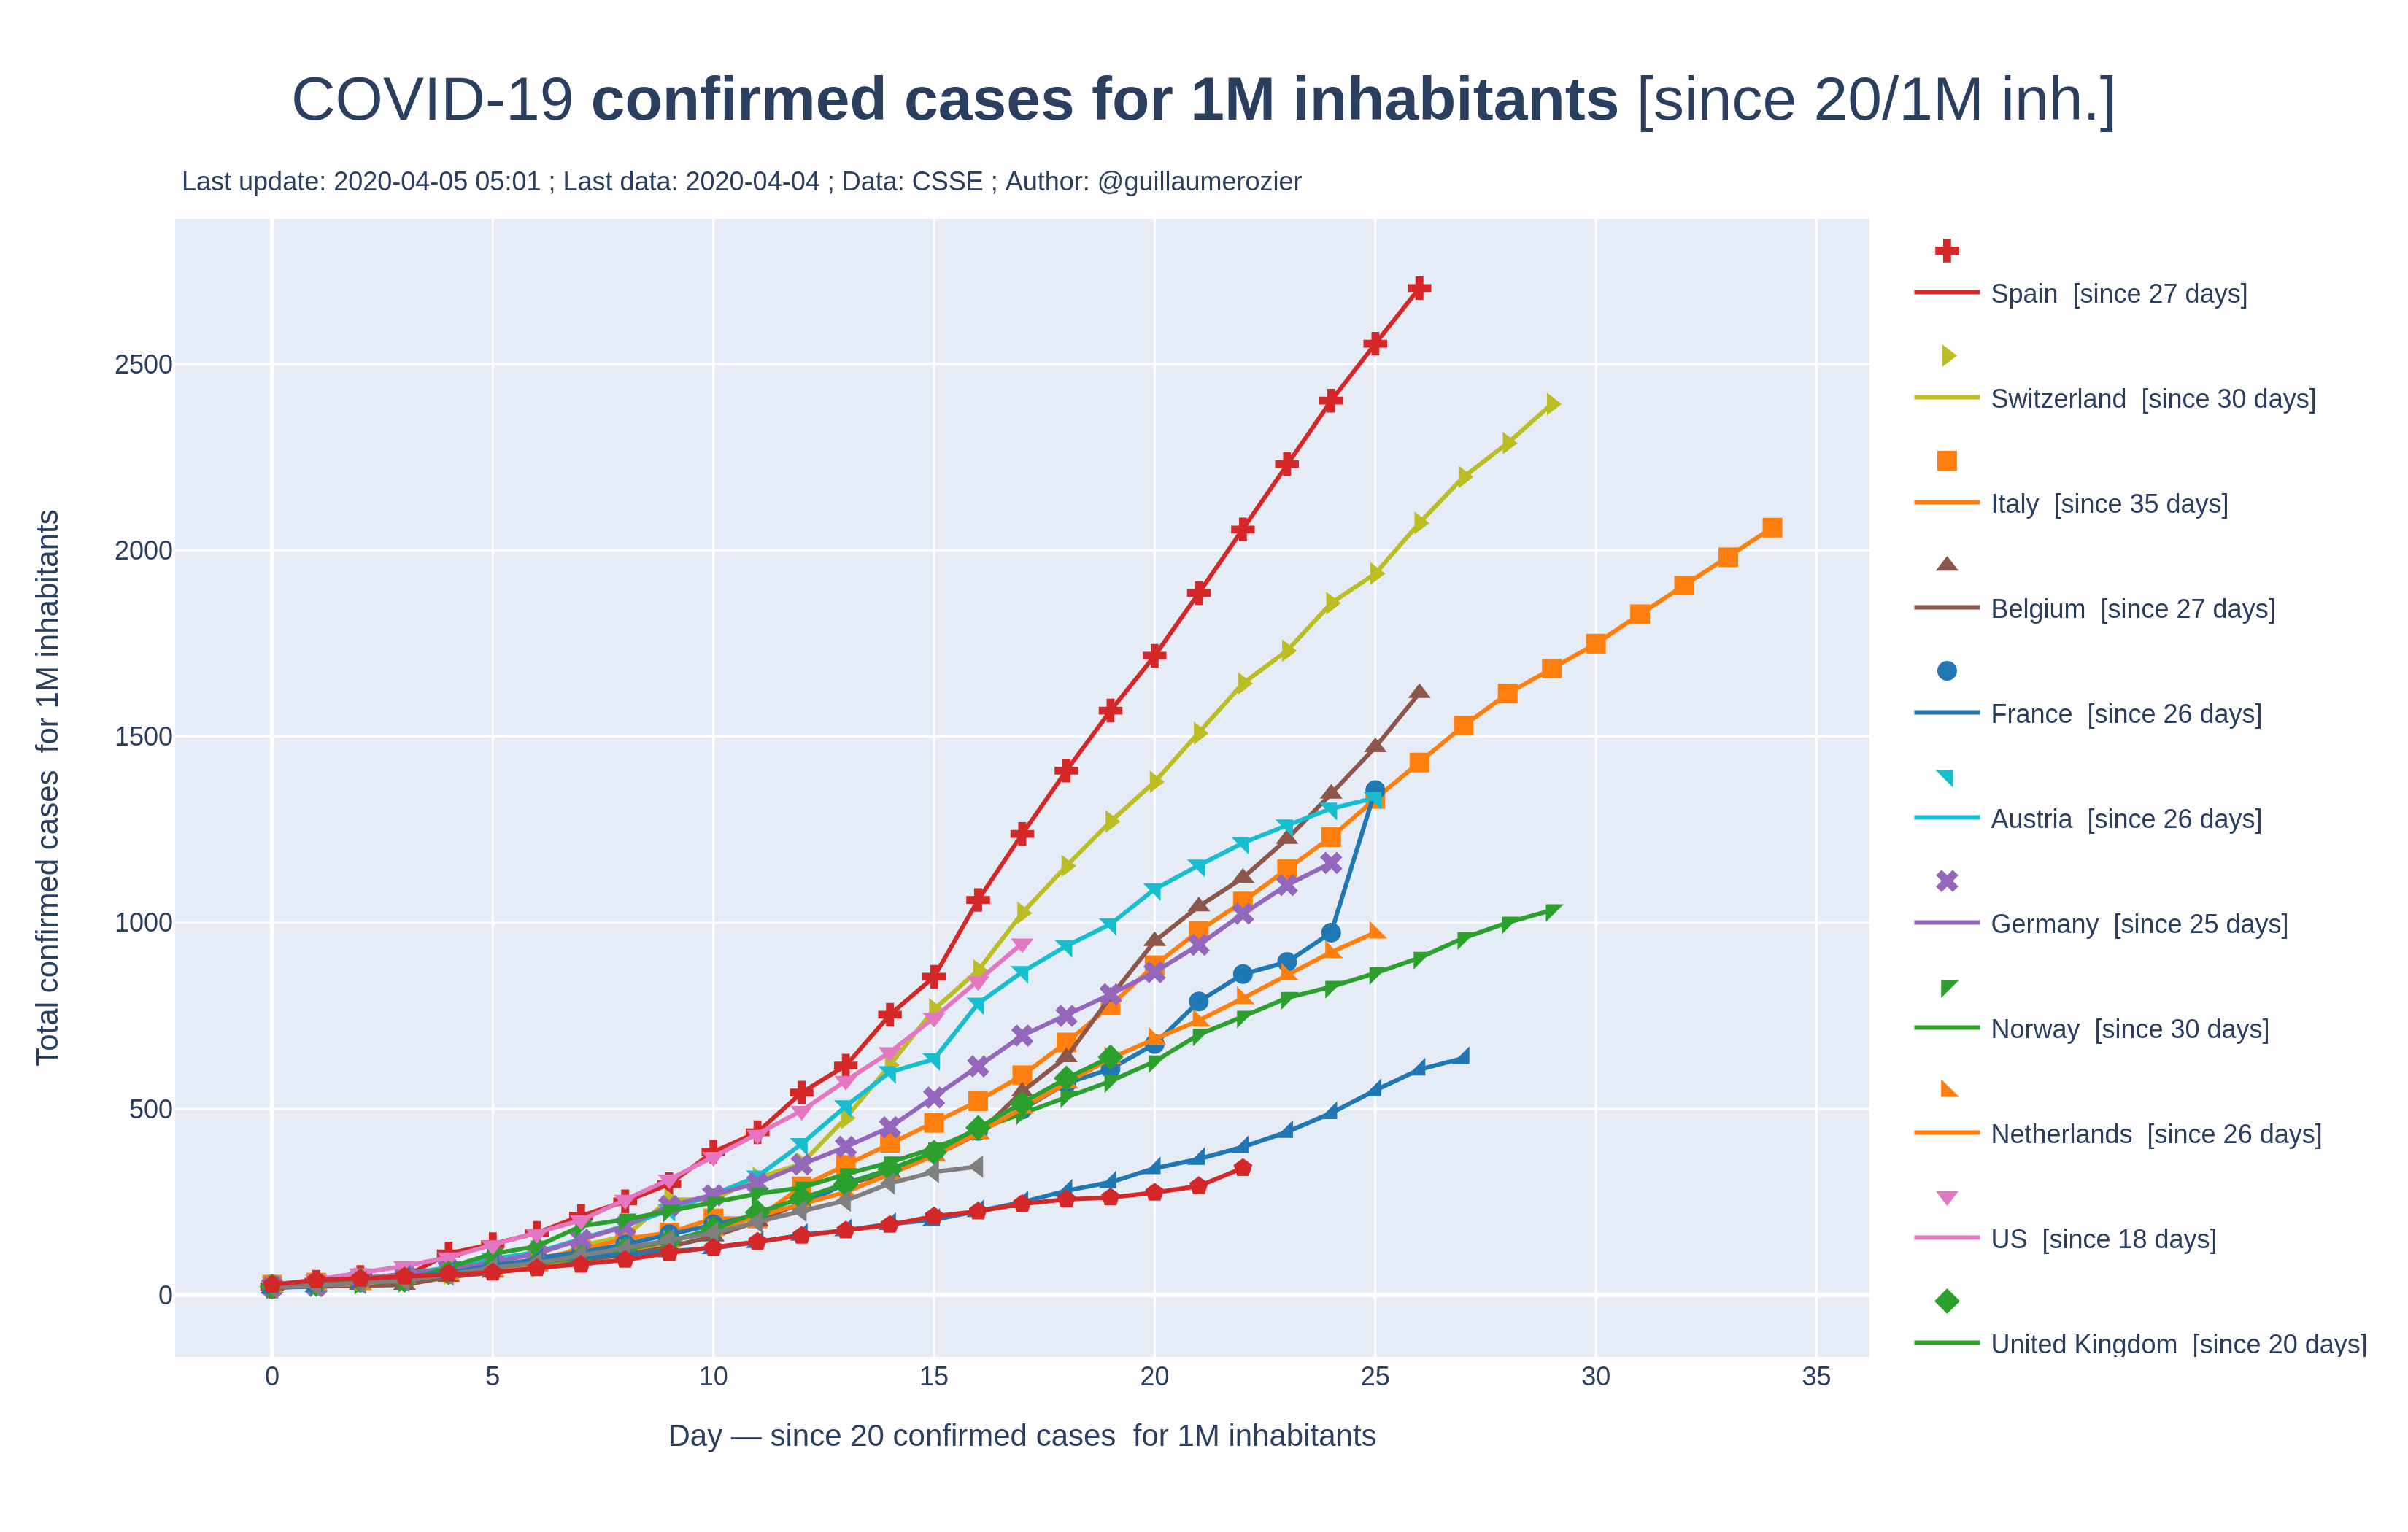 COVID-19 confirmed cases for 1M inhabitants [since 20/1M inh.]
Last update: 2020-04-05 05:01 ; Last data: 2020-04-04 ; Data: CSSE ; Author: @guillaumerozier
Total confirmed cases for 1M inhabitants
2500
2000
1500
1000
500
0
0 5 10 15 20 25 30 35
Day — since 20 confirmed cases for 1M inhabitants
Spain [since 27 days]
Switzerland [since 30 days]
Italy [since 35 days]
Belgium [since 27 days]
France [since 26 days]
Austria [since 26 days]
Germany [since 25 days]
Norway [since 30 days]
Netherlands [since 26 days]
US [since 18 days]
United Kingdom [since 20 days]